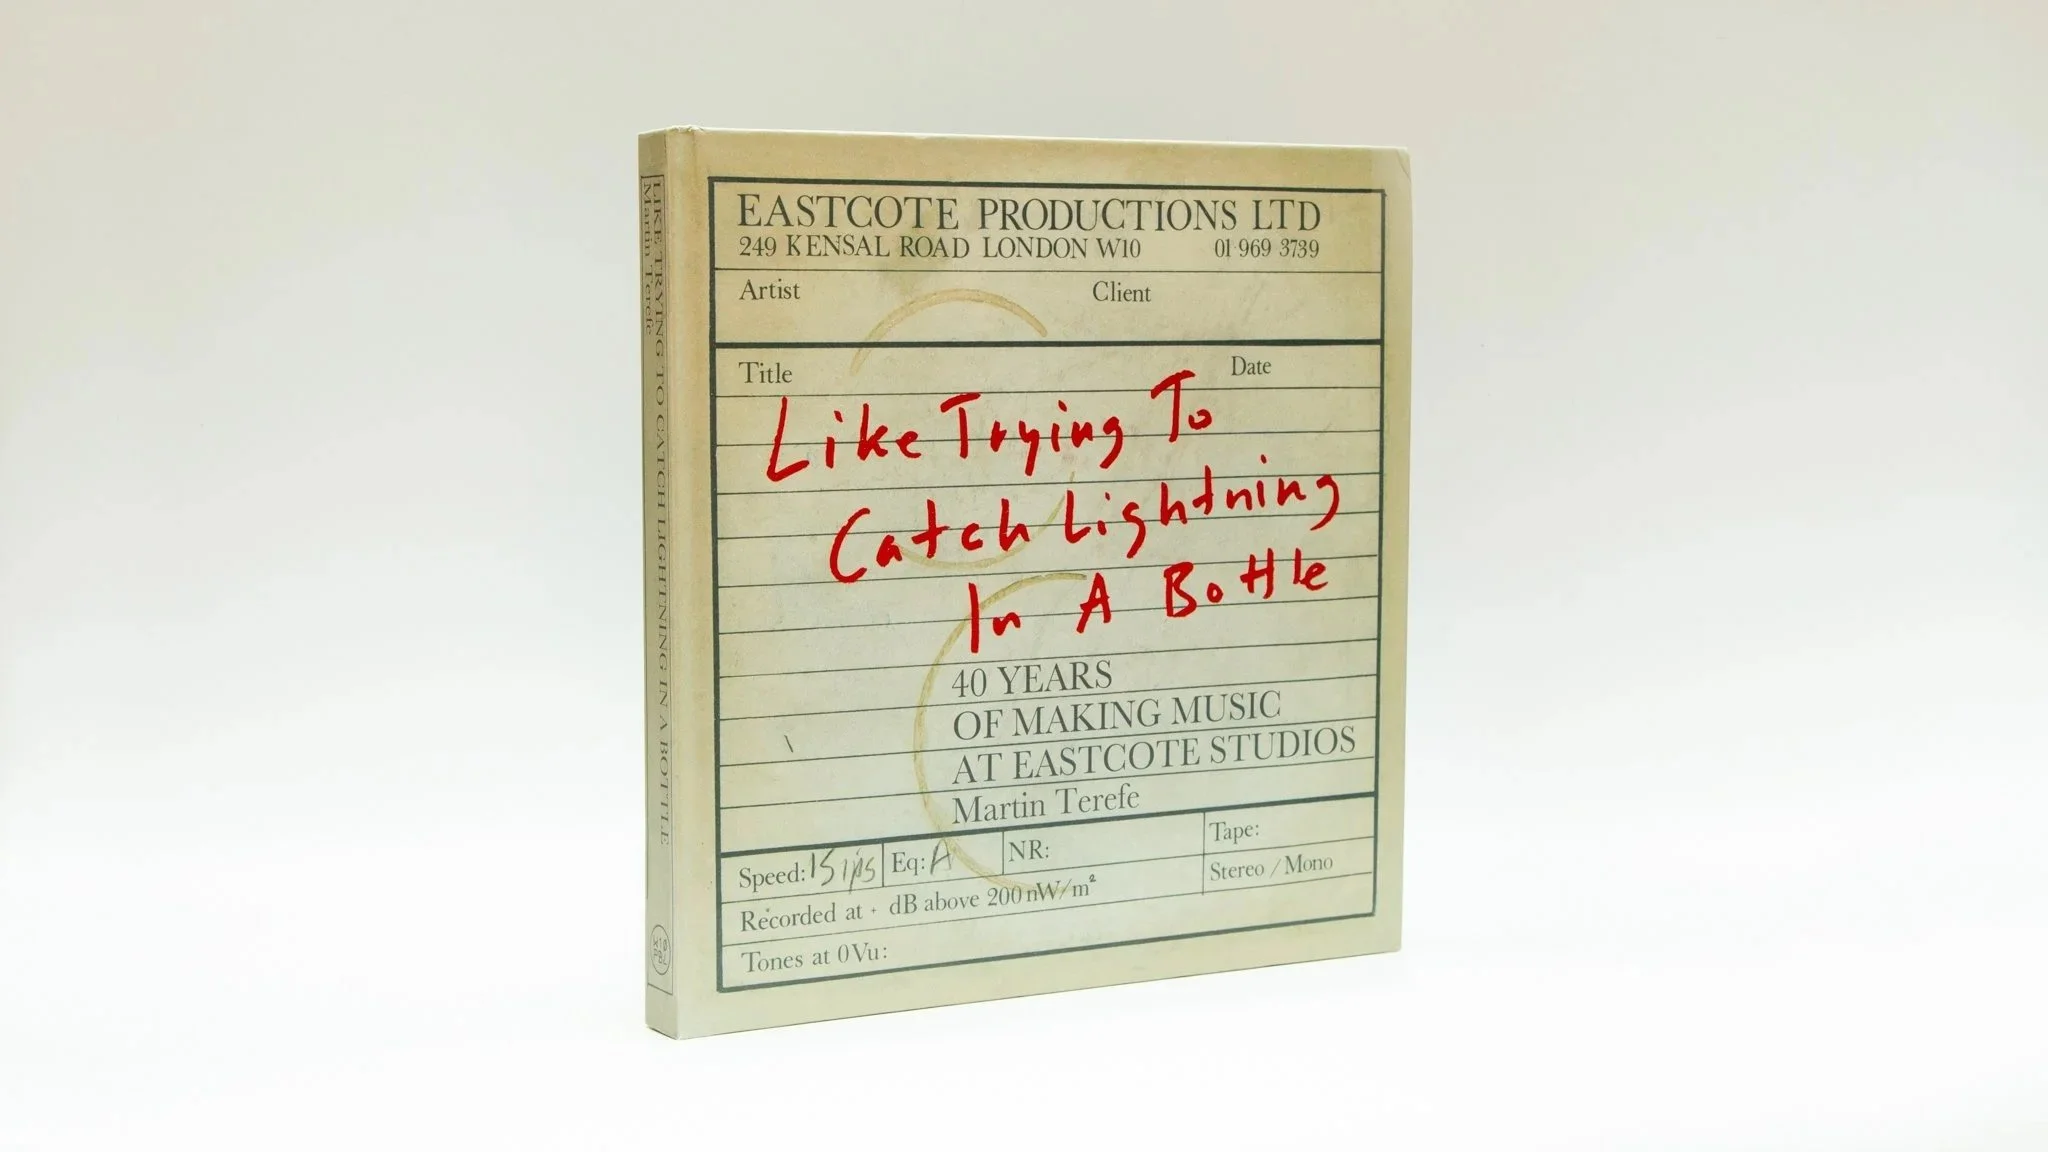 LIKE TRYING TO CATCH LIGHTNING IN A BOTTLE
Martin Terefe
EASTCOTE PRODUCTIONS LTD
249 KENSAL ROAD LONDON W10 01 969 3739
Artist Client
Title Date
Like Trying To
Catch Lightning
In A Bottle
40 YEARS
OF MAKING MUSIC
AT EASTCOTE STUDIOS
Martin Terefe
Speed: 15 ips Eq: A NR: Tape:
Stereo / Mono
Recorded at + dB above 200 nW/m²
Tones at 0 Vu: